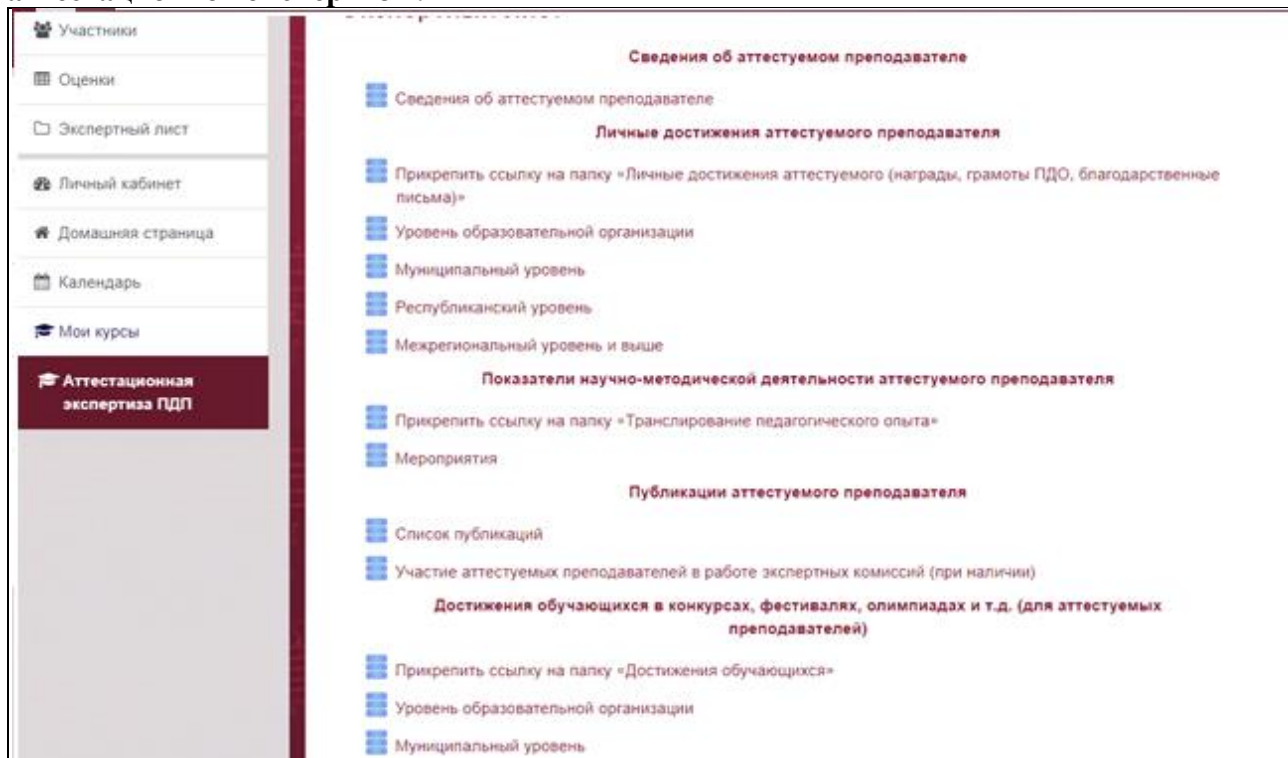 Участники
Оценки
Экспертный лист
Личный кабинет
Домашняя страница
Календарь
Мои курсы
Аттестационная
экспертиза ПДП
Сведения об аттестуемом преподавателе
Сведения об аттестуемом преподавателе
Личные достижения аттестуемого преподавателя
Прикрепить ссылку на папку «Личные достижения аттестуемого (награды, грамоты ПДО, благодарственные
письма)»
Уровень образовательной организации
Муниципальный уровень
Республиканский уровень
Межрегиональный уровень и выше
Показатели научно-методической деятельности аттестуемого преподавателя
Прикрепить ссылку на папку «Транслирование педагогического опыта»
Мероприятия
Публикации аттестуемого преподавателя
Список публикаций
Участие аттестуемых преподавателей в работе экспертных комиссий (при наличии)
Достижения обучающихся в конкурсах, фестивалях, олимпиадах и т.д. (для аттестуемых
преподавателей)
Прикрепить ссылку на папку «Достижения обучающихся»
Уровень образовательной организации
Муниципальный уровень